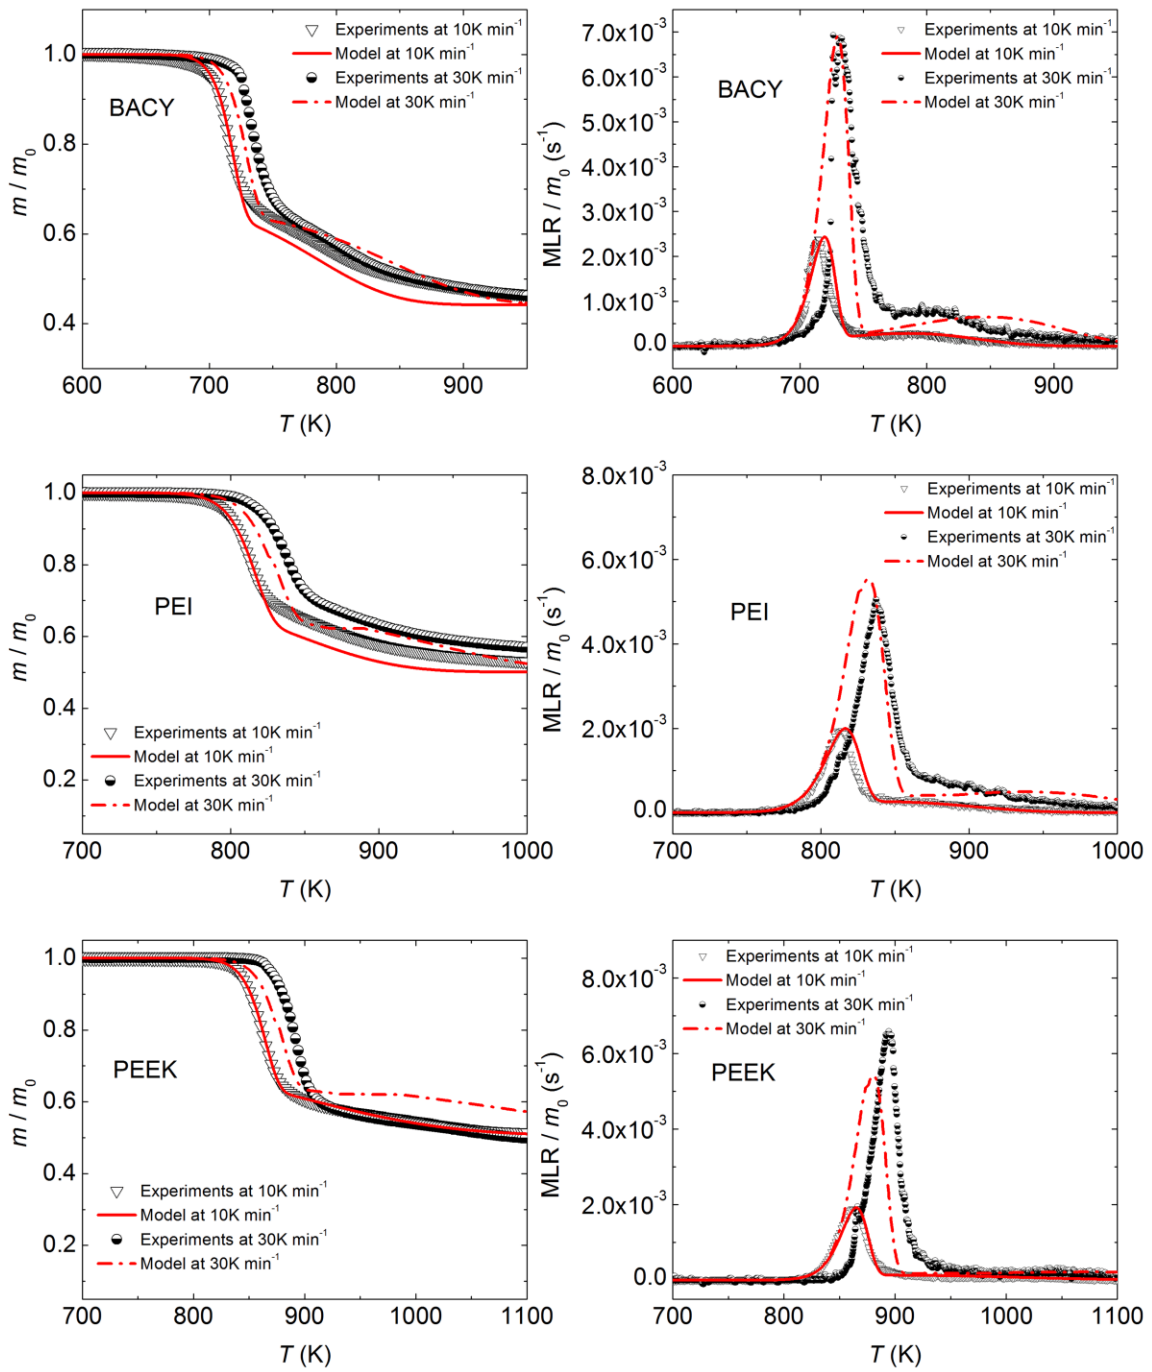 Experiments at 10K min⁻¹
Model at 10K min⁻¹
Experiments at 30K min⁻¹
Model at 30K min⁻¹
BACY
1.0
0.8
0.6
0.4
m / m₀
600 700 800 900
T (K)
Experiments at 10K min⁻¹
Model at 10K min⁻¹
Experiments at 30K min⁻¹
Model at 30K min⁻¹
BACY
7.0x10⁻³
6.0x10⁻³
5.0x10⁻³
4.0x10⁻³
3.0x10⁻³
2.0x10⁻³
1.0x10⁻³
0.0
MLR / m₀ (s⁻¹)
600 700 800 900
T (K)
1.0
0.8
0.6
0.4
0.2
m / m₀
PEI
Experiments at 10K min⁻¹
Model at 10K min⁻¹
Experiments at 30K min⁻¹
Model at 30K min⁻¹
700 800 900 1000
T (K)
8.0x10⁻³
6.0x10⁻³
4.0x10⁻³
2.0x10⁻³
0.0
MLR / m₀ (s⁻¹)
Experiments at 10K min⁻¹
Model at 10K min⁻¹
Experiments at 30K min⁻¹
Model at 30K min⁻¹
PEI
700 800 900 1000
T (K)
1.0
0.8
0.6
0.4
0.2
m / m₀
PEEK
Experiments at 10K min⁻¹
Model at 10K min⁻¹
Experiments at 30K min⁻¹
Model at 30K min⁻¹
700 800 900 1000 1100
T (K)
8.0x10⁻³
6.0x10⁻³
4.0x10⁻³
2.0x10⁻³
0.0
MLR / m₀ (s⁻¹)
Experiments at 10K min⁻¹
Model at 10K min⁻¹
Experiments at 30K min⁻¹
Model at 30K min⁻¹
PEEK
700 800 900 1000 1100
T (K)